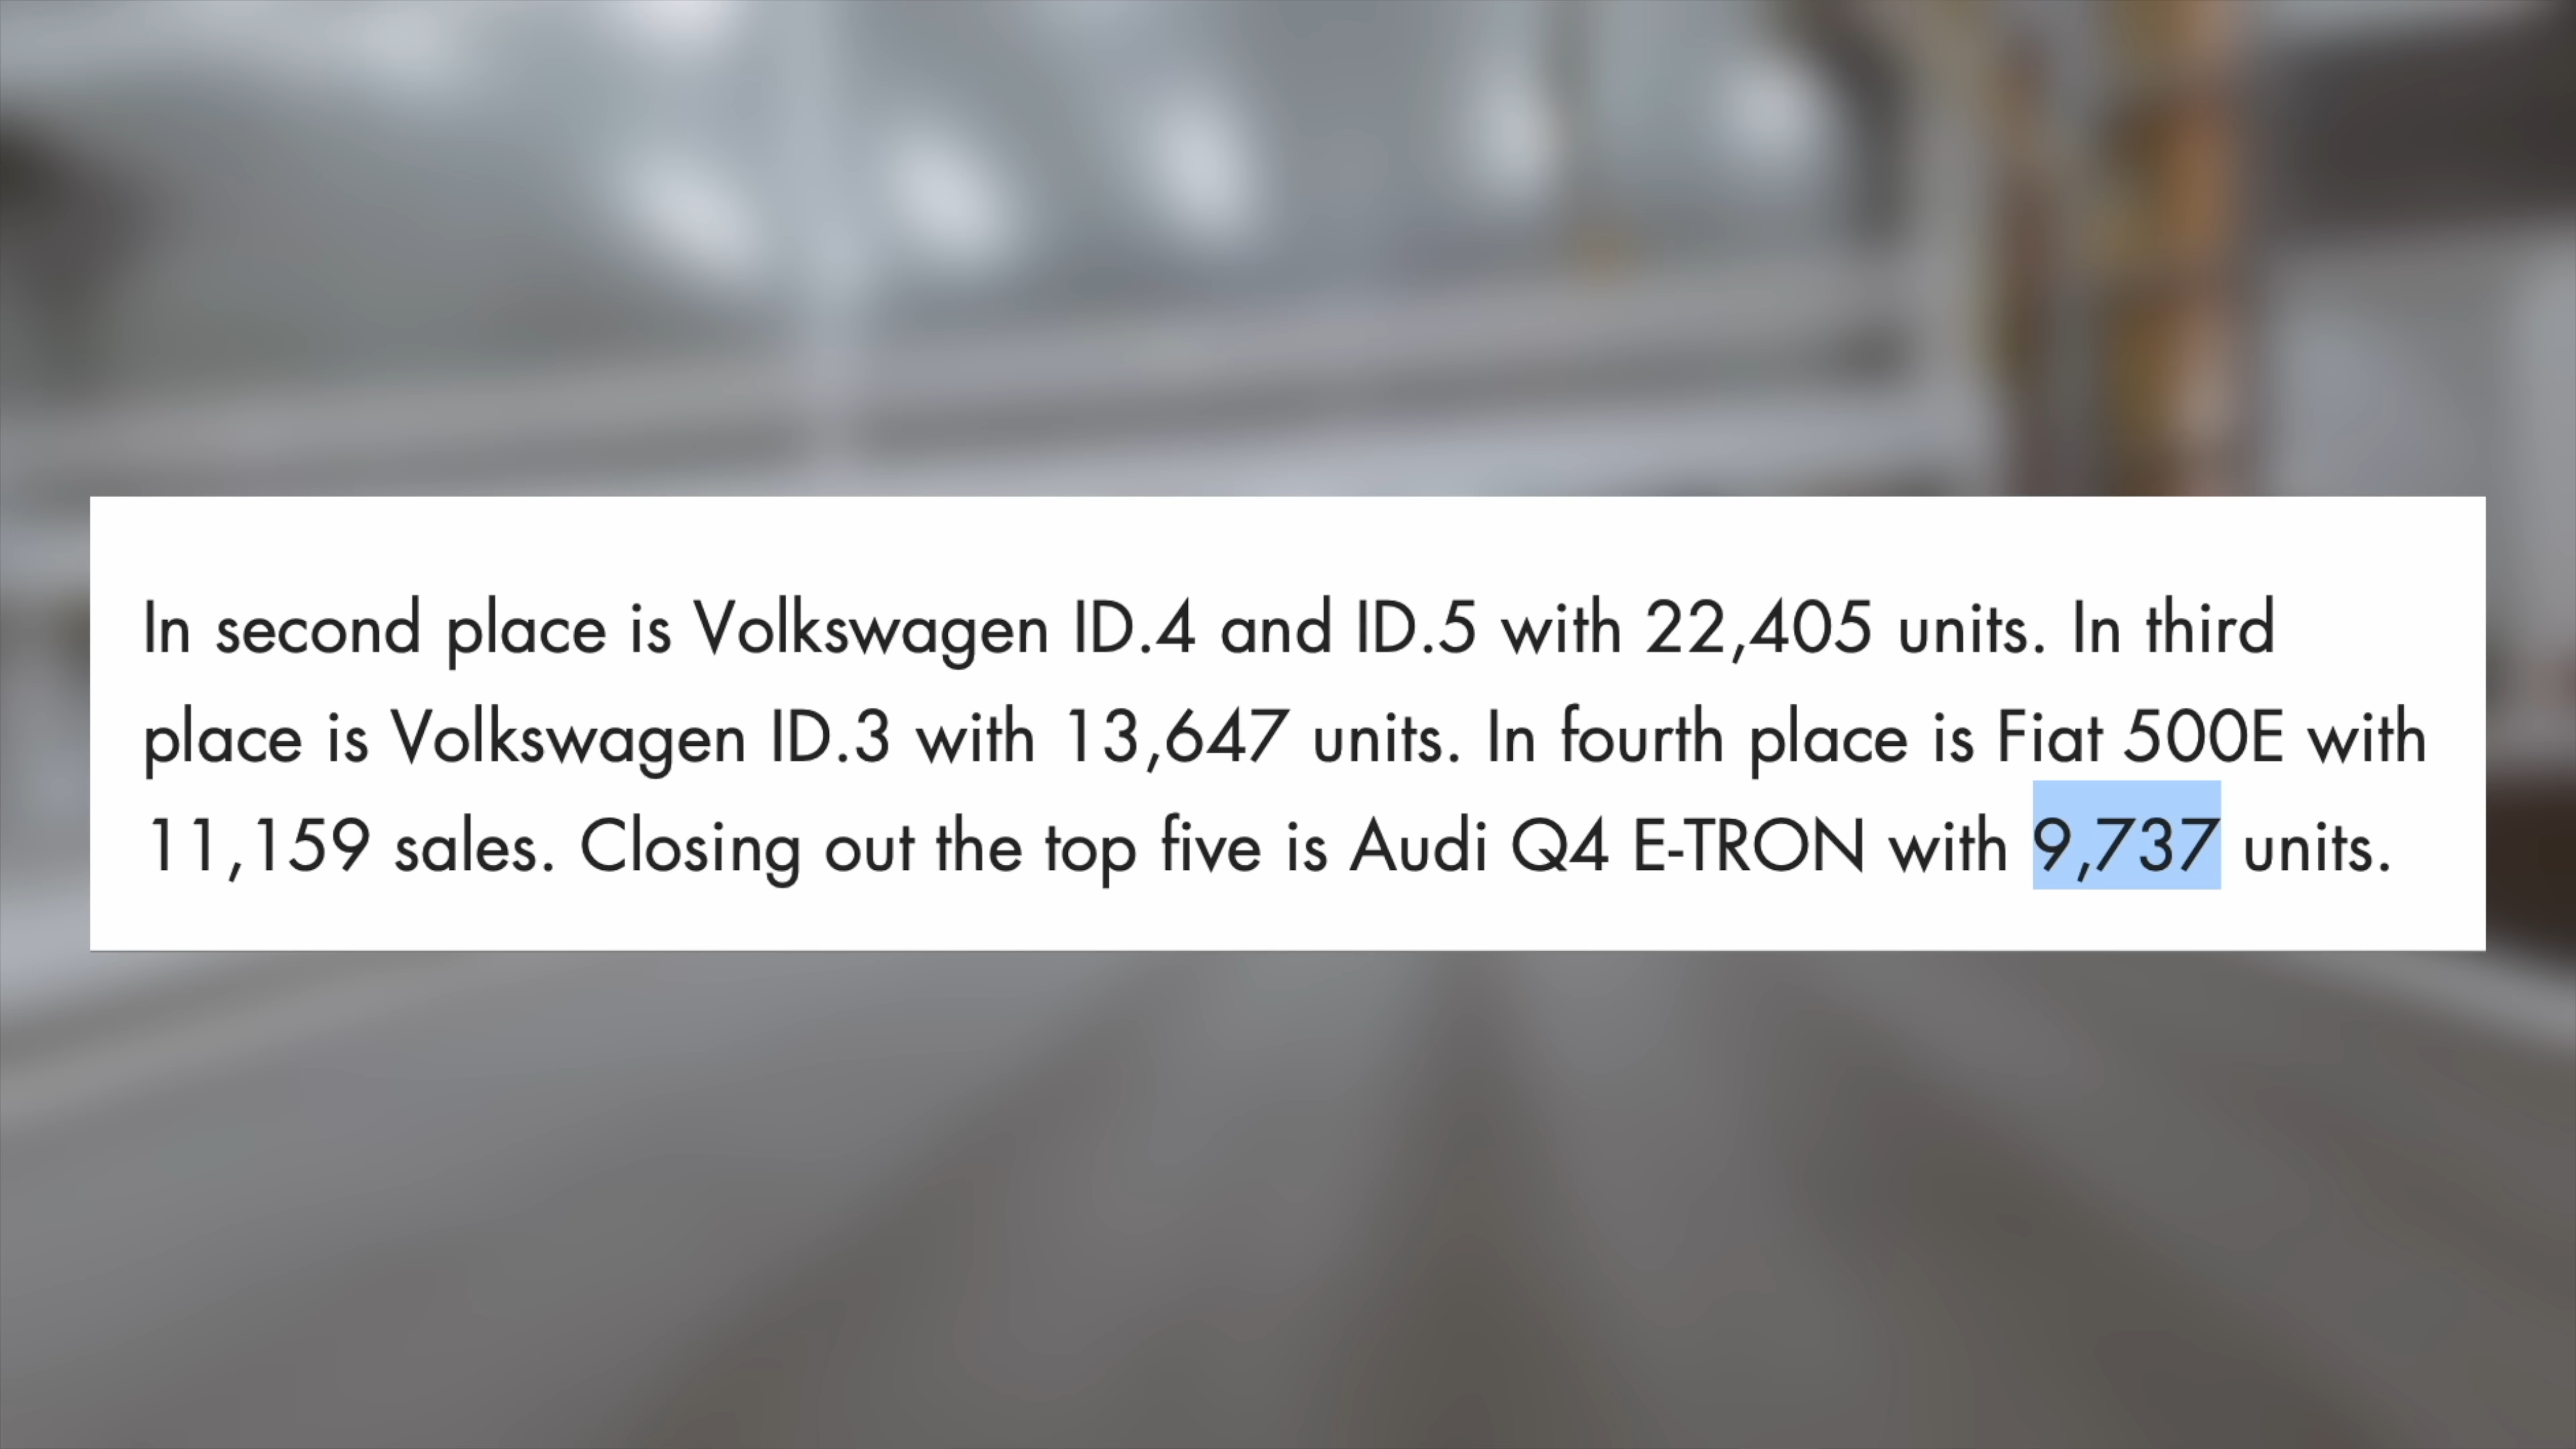 In second place is Volkswagen ID.4 and ID.5 with 22,405 units. In third
place is Volkswagen ID.3 with 13,647 units. In fourth place is Fiat 500E with
11,159 sales. Closing out the top five is Audi Q4 E-TRON with 9,737 units.